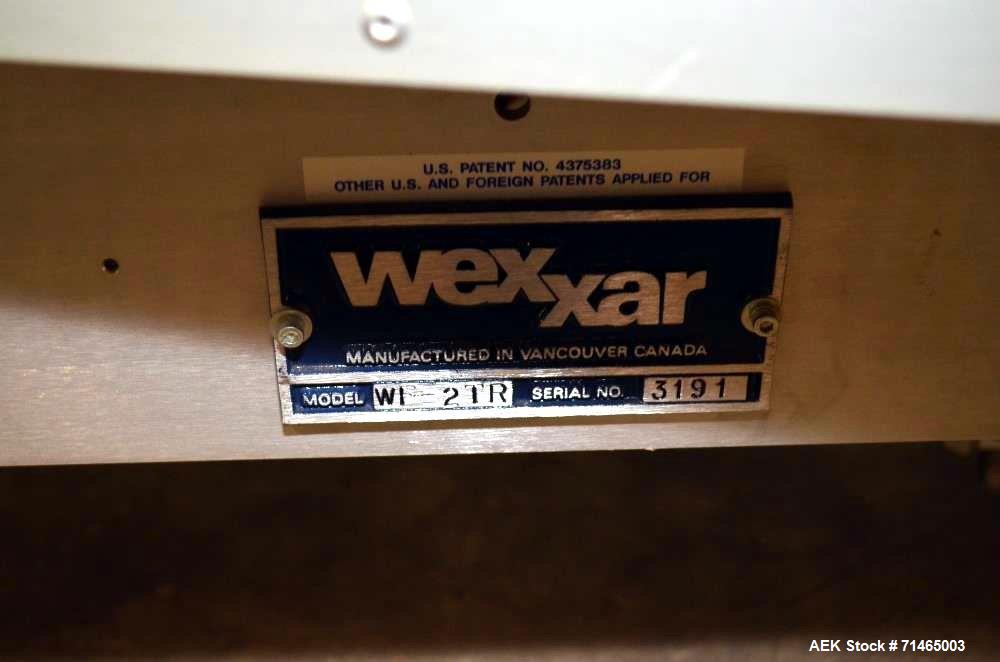 U.S. PATENT NO. 4375383
OTHER U.S. AND FOREIGN PATENTS APPLIED FOR
wexxar
MANUFACTURED IN VANCOUVER CANADA
MODEL 2TR SERIAL NO. 3191
AEK Stock # 71465003